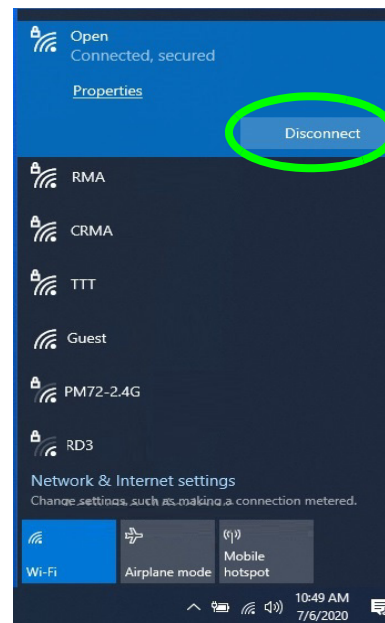 Open
Connected, secured
Properties
Disconnect
RMA
CRMA
TTT
Guest
PM72-2.4G
RD3
Network & Internet settings
Change settings, such as making a connection metered.
Wi-Fi
Airplane mode
Mobile
hotspot
10:49 AM
7/6/2020